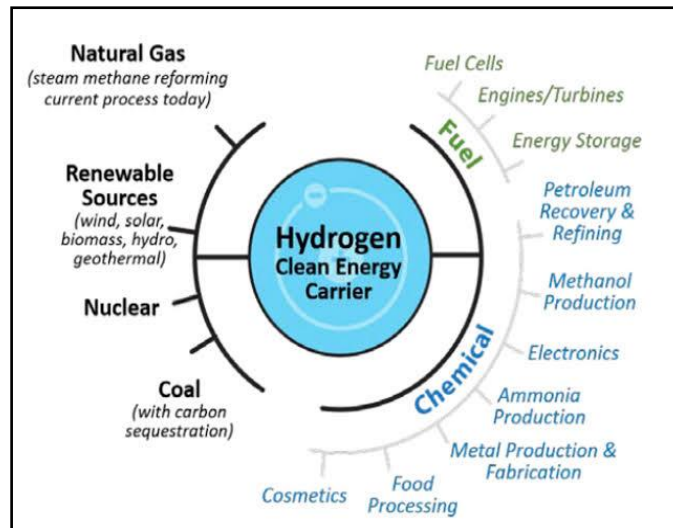 Natural Gas
(steam methane reforming
current process today)
Renewable
Sources
(wind, solar,
biomass, hydro,
geothermal)
Nuclear
Coal
(with carbon
sequestration)
Hydrogen
Clean Energy
Carrier
Fuel
Fuel Cells
Engines/Turbines
Energy Storage
Chemical
Petroleum
Recovery &
Refining
Methanol
Production
Electronics
Ammonia
Production
Metal Production &
Fabrication
Food
Processing
Cosmetics